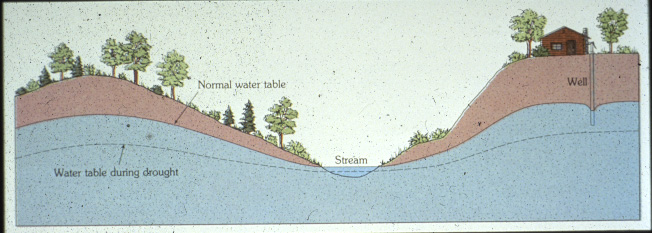 Normal water table
Well
Stream
Water table during drought